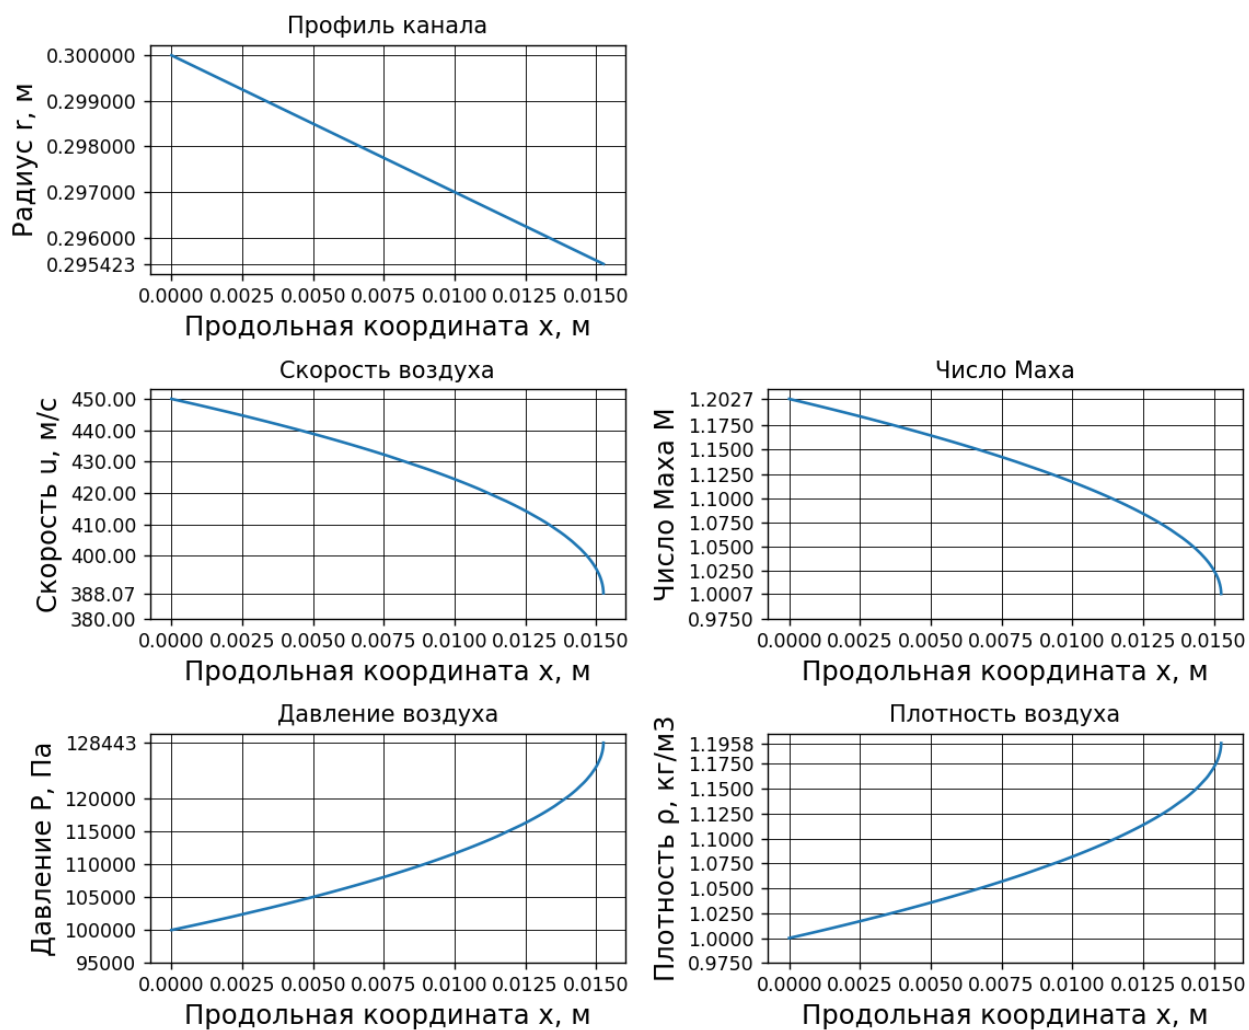 Профиль канала
Радиус r, м
0.300000
0.299000
0.298000
0.297000
0.296000
0.295423
0.0000 0.0025 0.0050 0.0075 0.0100 0.0125 0.0150
Продольная координата x, м
Скорость воздуха
Скорость u, м/с
450.00
440.00
430.00
420.00
410.00
400.00
388.07
380.00
0.0000 0.0025 0.0050 0.0075 0.0100 0.0125 0.0150
Продольная координата x, м
Число Маха
Число Маха M
1.2027
1.1750
1.1500
1.1250
1.1000
1.0750
1.0500
1.0250
1.0007
0.9750
0.0000 0.0025 0.0050 0.0075 0.0100 0.0125 0.0150
Продольная координата x, м
Давление воздуха
Давление P, Па
128443
120000
115000
110000
105000
100000
95000
0.0000 0.0025 0.0050 0.0075 0.0100 0.0125 0.0150
Продольная координата x, м
Плотность воздуха
Плотность ρ, кг/м3
1.1958
1.1750
1.1500
1.1250
1.1000
1.0750
1.0500
1.0250
1.0000
0.9750
0.0000 0.0025 0.0050 0.0075 0.0100 0.0125 0.0150
Продольная координата x, м